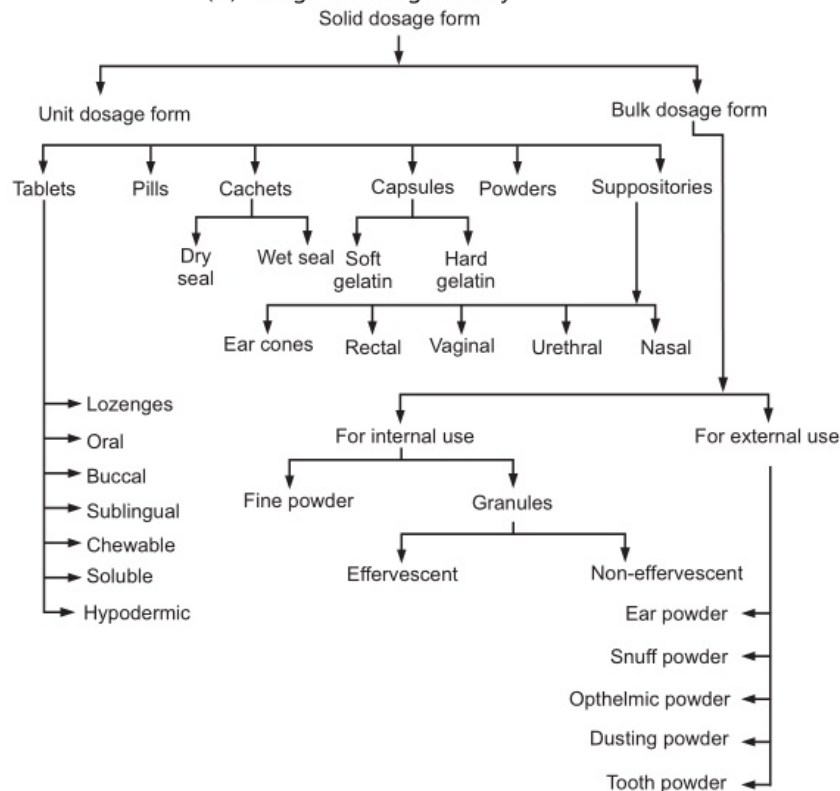 Solid dosage form
Unit dosage form
Bulk dosage form
Tablets
Pills
Cachets
Capsules
Powders
Suppositories
Dry
seal
Wet seal
Soft
gelatin
Hard
gelatin
Ear cones
Rectal
Vaginal
Urethral
Nasal
Lozenges
Oral
Buccal
Sublingual
Chewable
Soluble
Hypodermic
For internal use
For external use
Fine powder
Granules
Effervescent
Non-effervescent
Ear powder
Snuff powder
Opthelmic powder
Dusting powder
Tooth powder